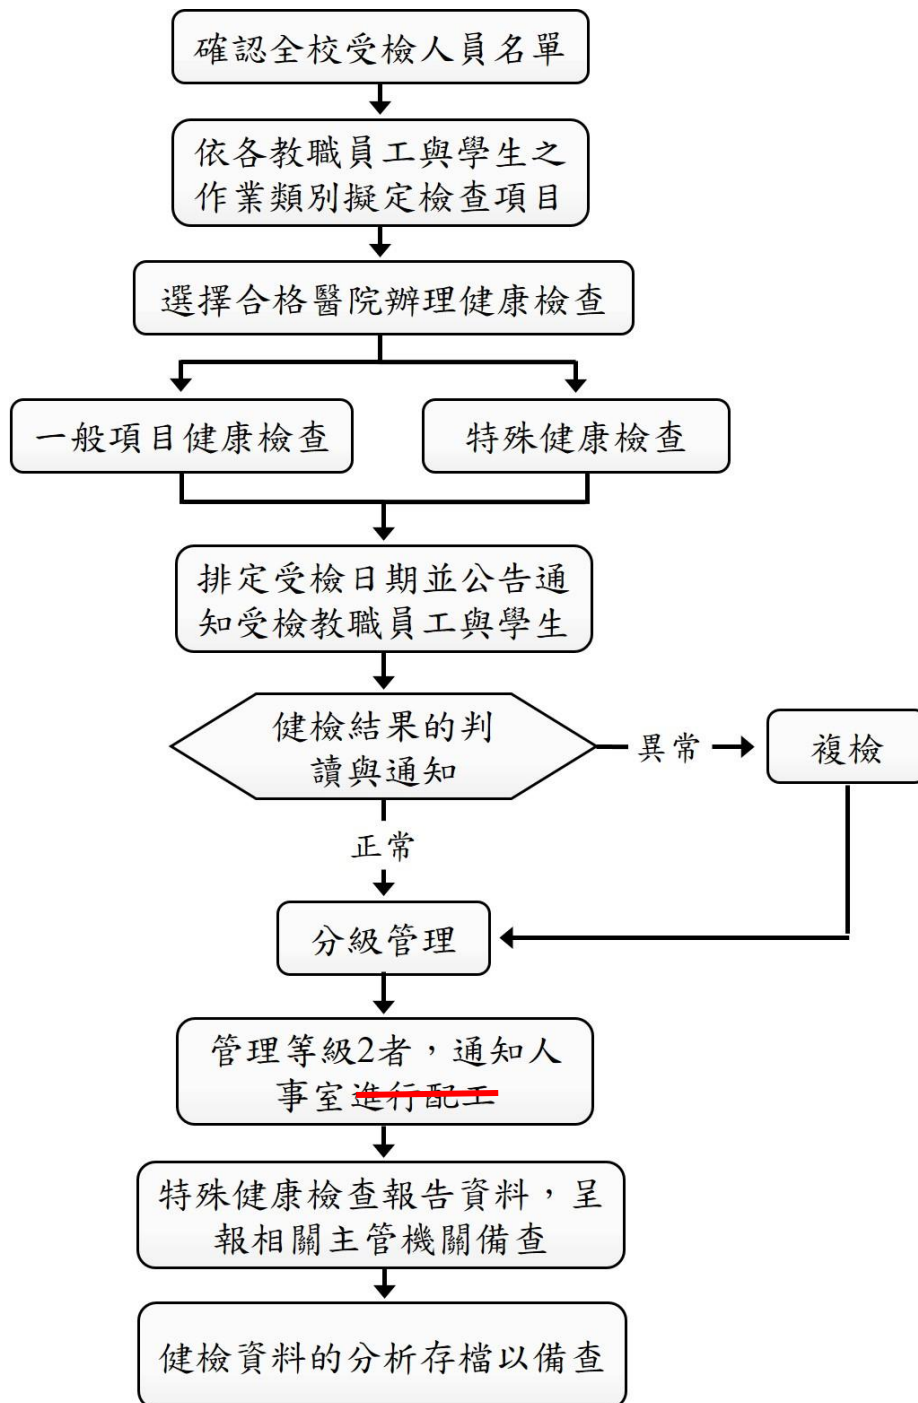 確認全校受檢人員名單
依各教職員工與學生之
作業類別擬定檢查項目
選擇合格醫院辦理健康檢查
一般項目健康檢查
特殊健康檢查
排定受檢日期並公告通
知受檢教職員工與學生
健檢結果的判
讀與通知
異常
複檢
正常
分級管理
管理等級2者，通知人
事室進行配工
特殊健康檢查報告資料，呈
報相關主管機關備查
健檢資料的分析存檔以備查